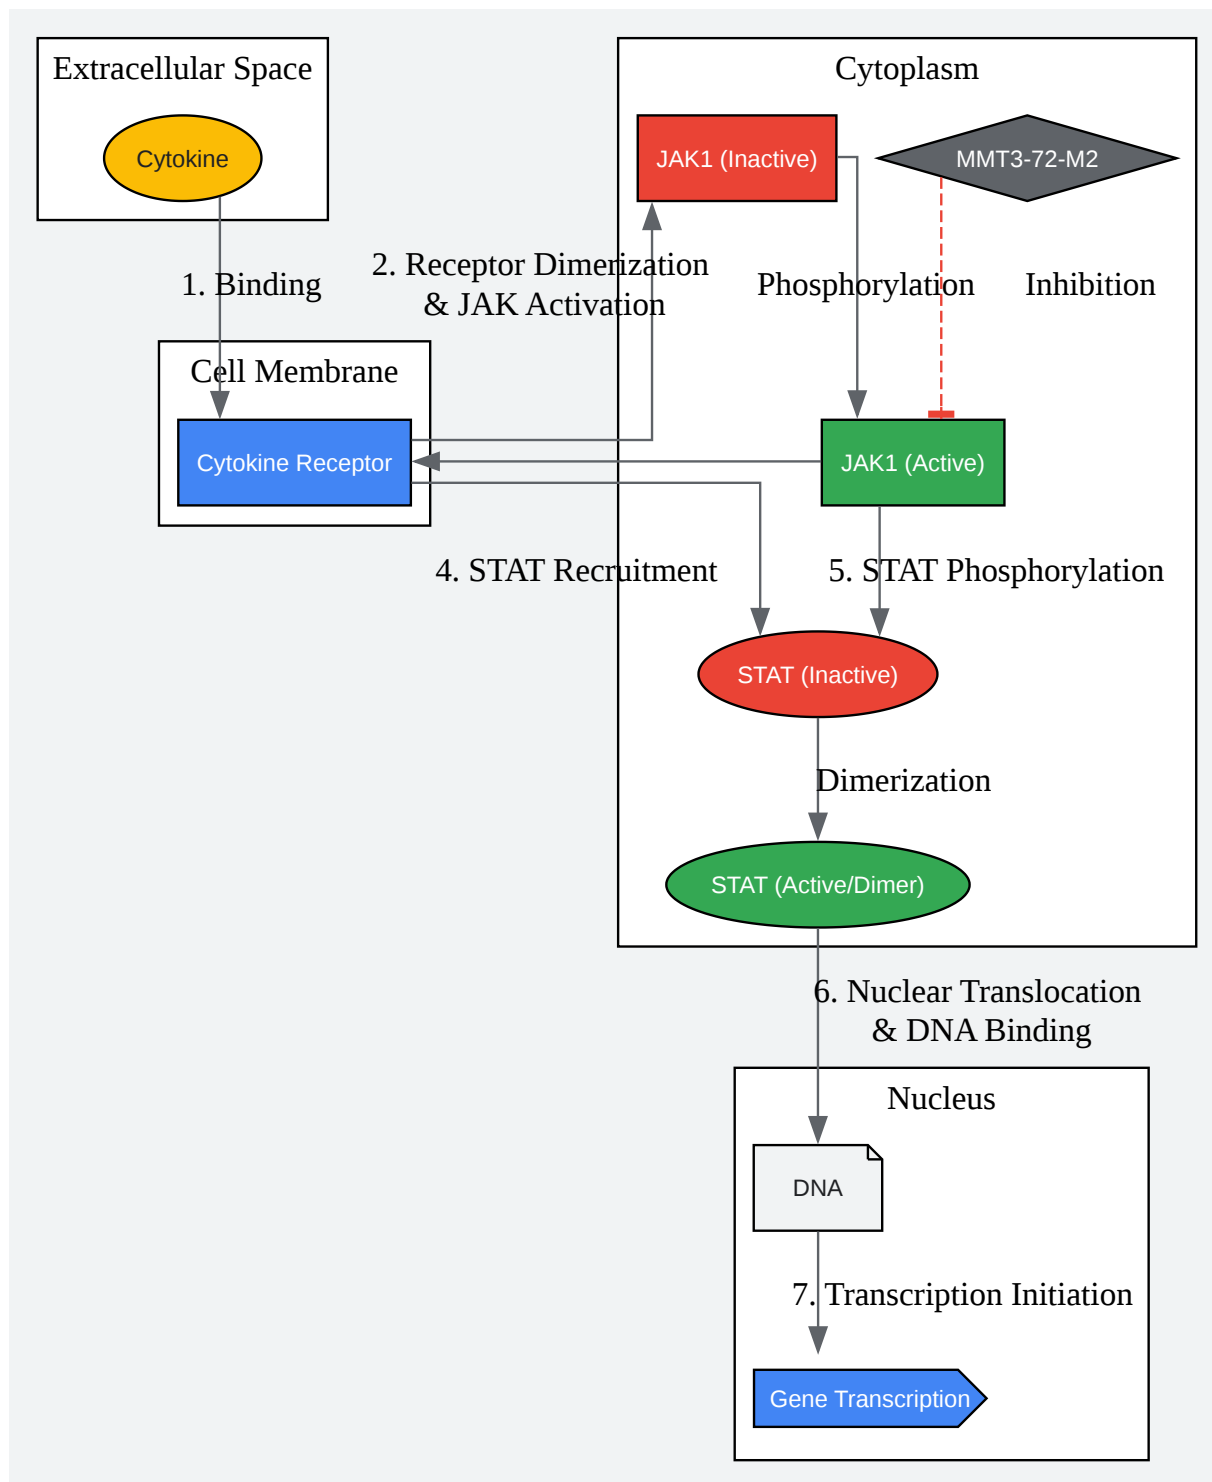 Extracellular Space
Cytokine
Cytoplasm
JAK1 (Inactive)
MMT3-72-M2
1. Binding
2. Receptor Dimerization
& JAK Activation
Phosphorylation
Inhibition
Cell Membrane
Cytokine Receptor
JAK1 (Active)
4. STAT Recruitment
5. STAT Phosphorylation
STAT (Inactive)
Dimerization
STAT (Active/Dimer)
6. Nuclear Translocation
& DNA Binding
Nucleus
DNA
7. Transcription Initiation
Gene Transcription